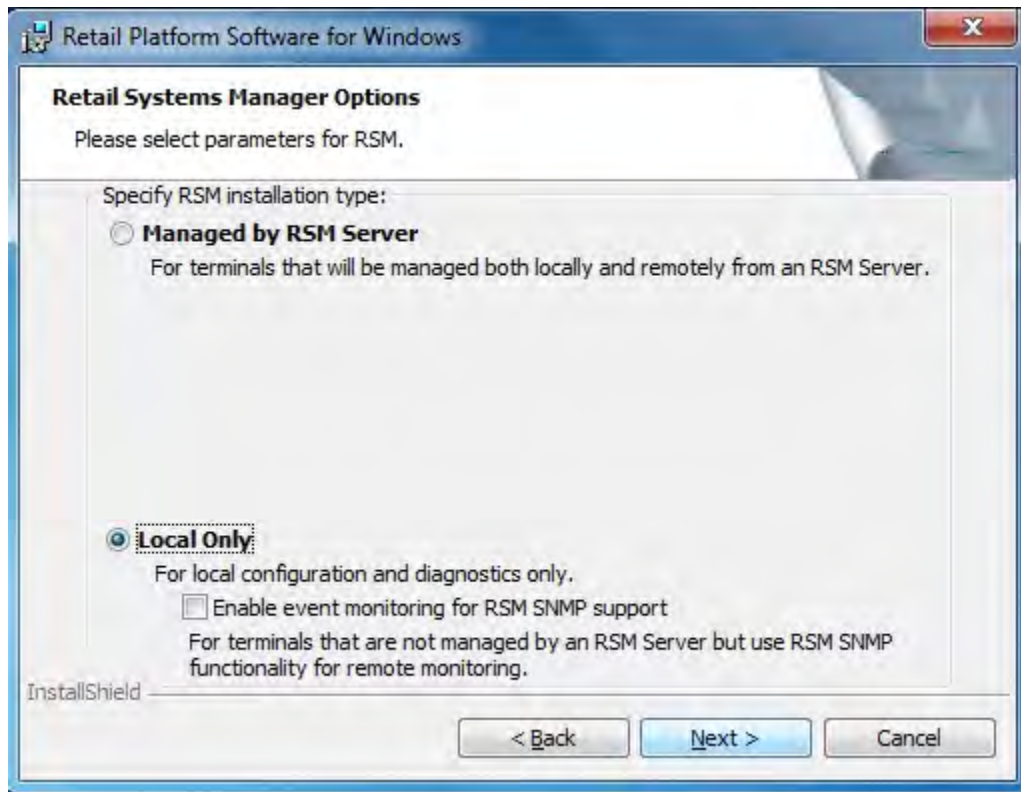 Retail Platform Software for Windows
Retail Systems Manager Options
Please select parameters for RSM.
Specify RSM installation type:
Managed by RSM Server
For terminals that will be managed both locally and remotely from an RSM Server.
Local Only
For local configuration and diagnostics only.
Enable event monitoring for RSM SNMP support
For terminals that are not managed by an RSM Server but use RSM SNMP
functionality for remote monitoring.
InstallShield
< Back
Next >
Cancel